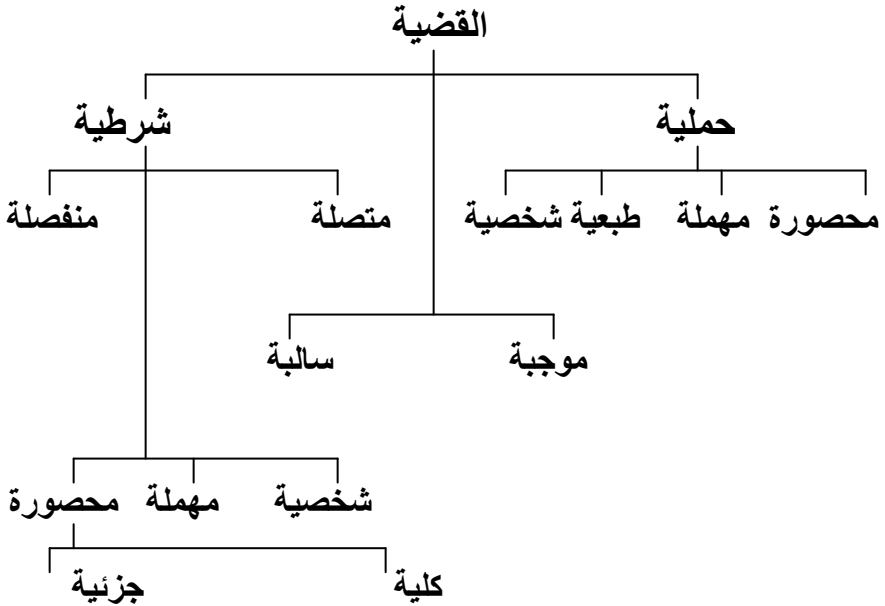 القضية
حملية شرطية
محصورة مهملة طبعية شخصية متصلة منفصلة
موجبة سالبة
شخصية مهملة محصورة
كلية جزئية